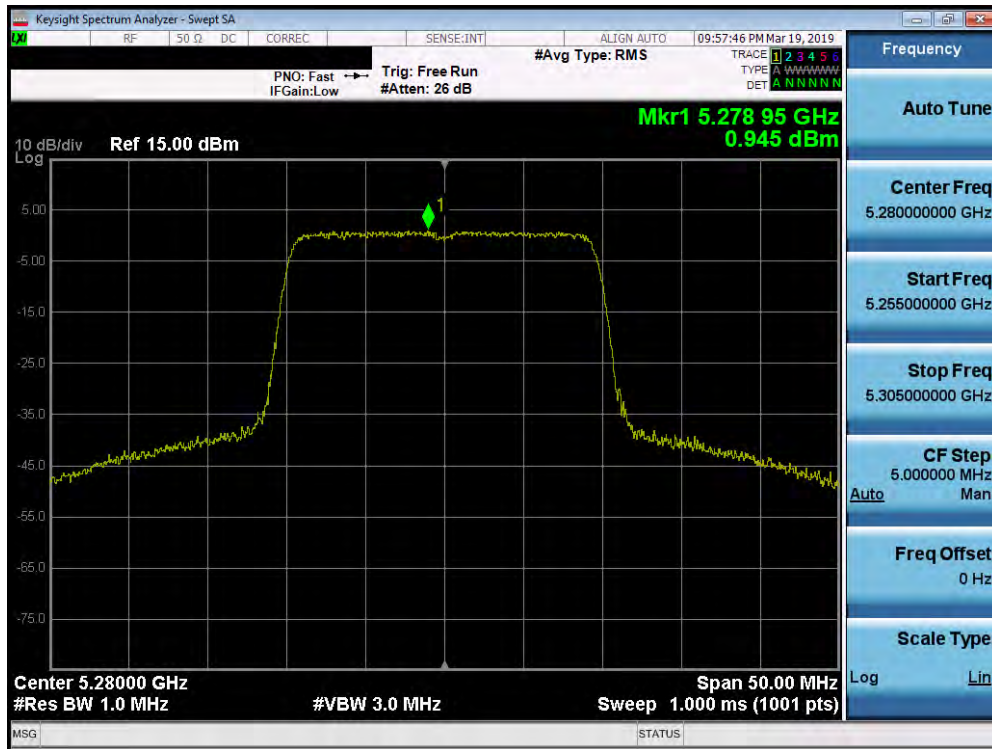 Keysight Spectrum Analyzer - Swept SA
LXI RF 50 Ω DC CORREC SENSE:INT ALIGN AUTO 09:57:46 PM Mar 19, 2019
PNO: Fast Trig: Free Run #Avg Type: RMS TRACE 1 2 3 4 5 6
TYPE A WWWWW
IFGain:Low #Atten: 26 dB DET A N N N N N
Mkr1 5.278 95 GHz
0.945 dBm
10 dB/div Ref 15.00 dBm
Log
1
5.00
-5.00
-15.0
-25.0
-35.0
-45.0
-55.0
-65.0
-75.0
Center 5.28000 GHz Span 50.00 MHz
#Res BW 1.0 MHz #VBW 3.0 MHz Sweep 1.000 ms (1001 pts)
MSG STATUS
Frequency
Auto Tune
Center Freq
5.280000000 GHz
Start Freq
5.255000000 GHz
Stop Freq
5.305000000 GHz
CF Step
5.000000 MHz
Auto Man
Freq Offset
0 Hz
Scale Type
Log Lin